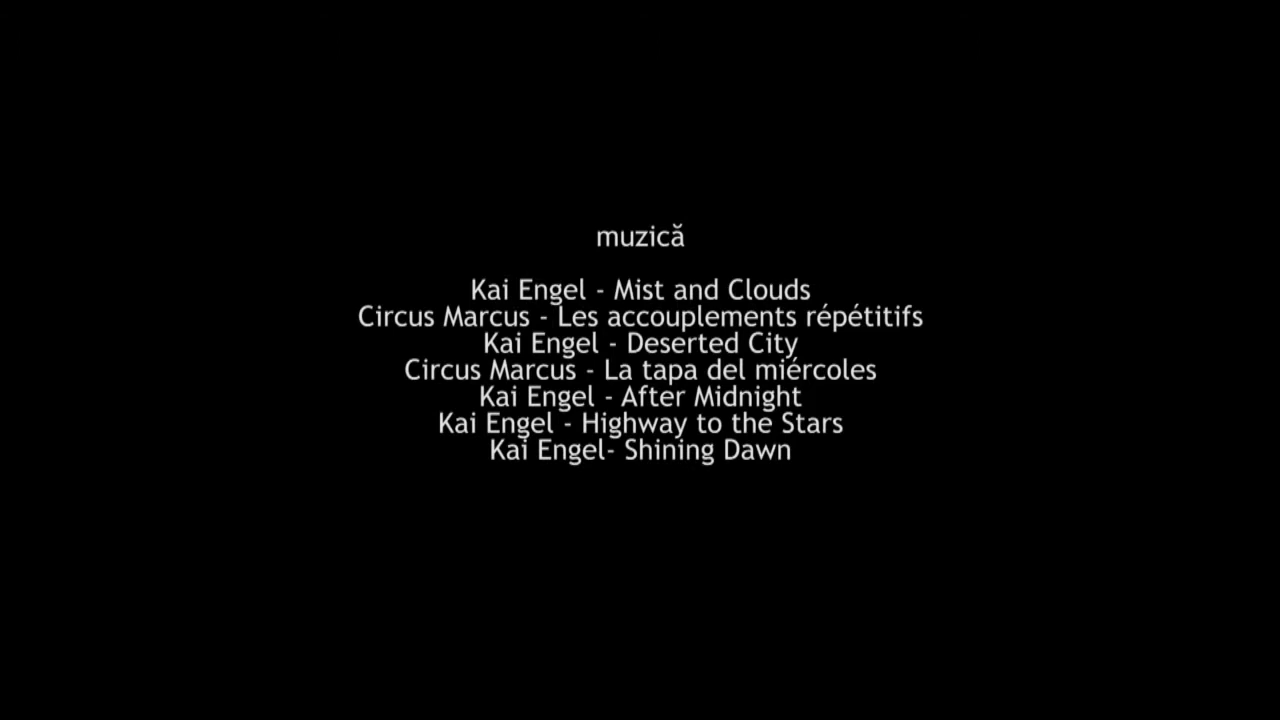 muzică
Kai Engel - Mist and Clouds
Circus Marcus - Les accouplements répétitifs
Kai Engel - Deserted City
Circus Marcus - La tapa del miércoles
Kai Engel - After Midnight
Kai Engel - Highway to the Stars
Kai Engel- Shining Dawn